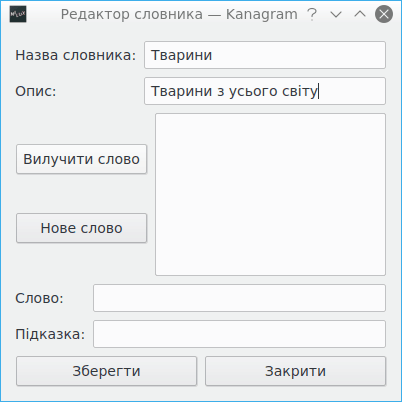 Редактор словника — Kanagram
Назва словника: Тварини
Опис: Тварини з усього світу
Вилучити слово
Нове слово
Слово:
Підказка:
Зберегти Закрити